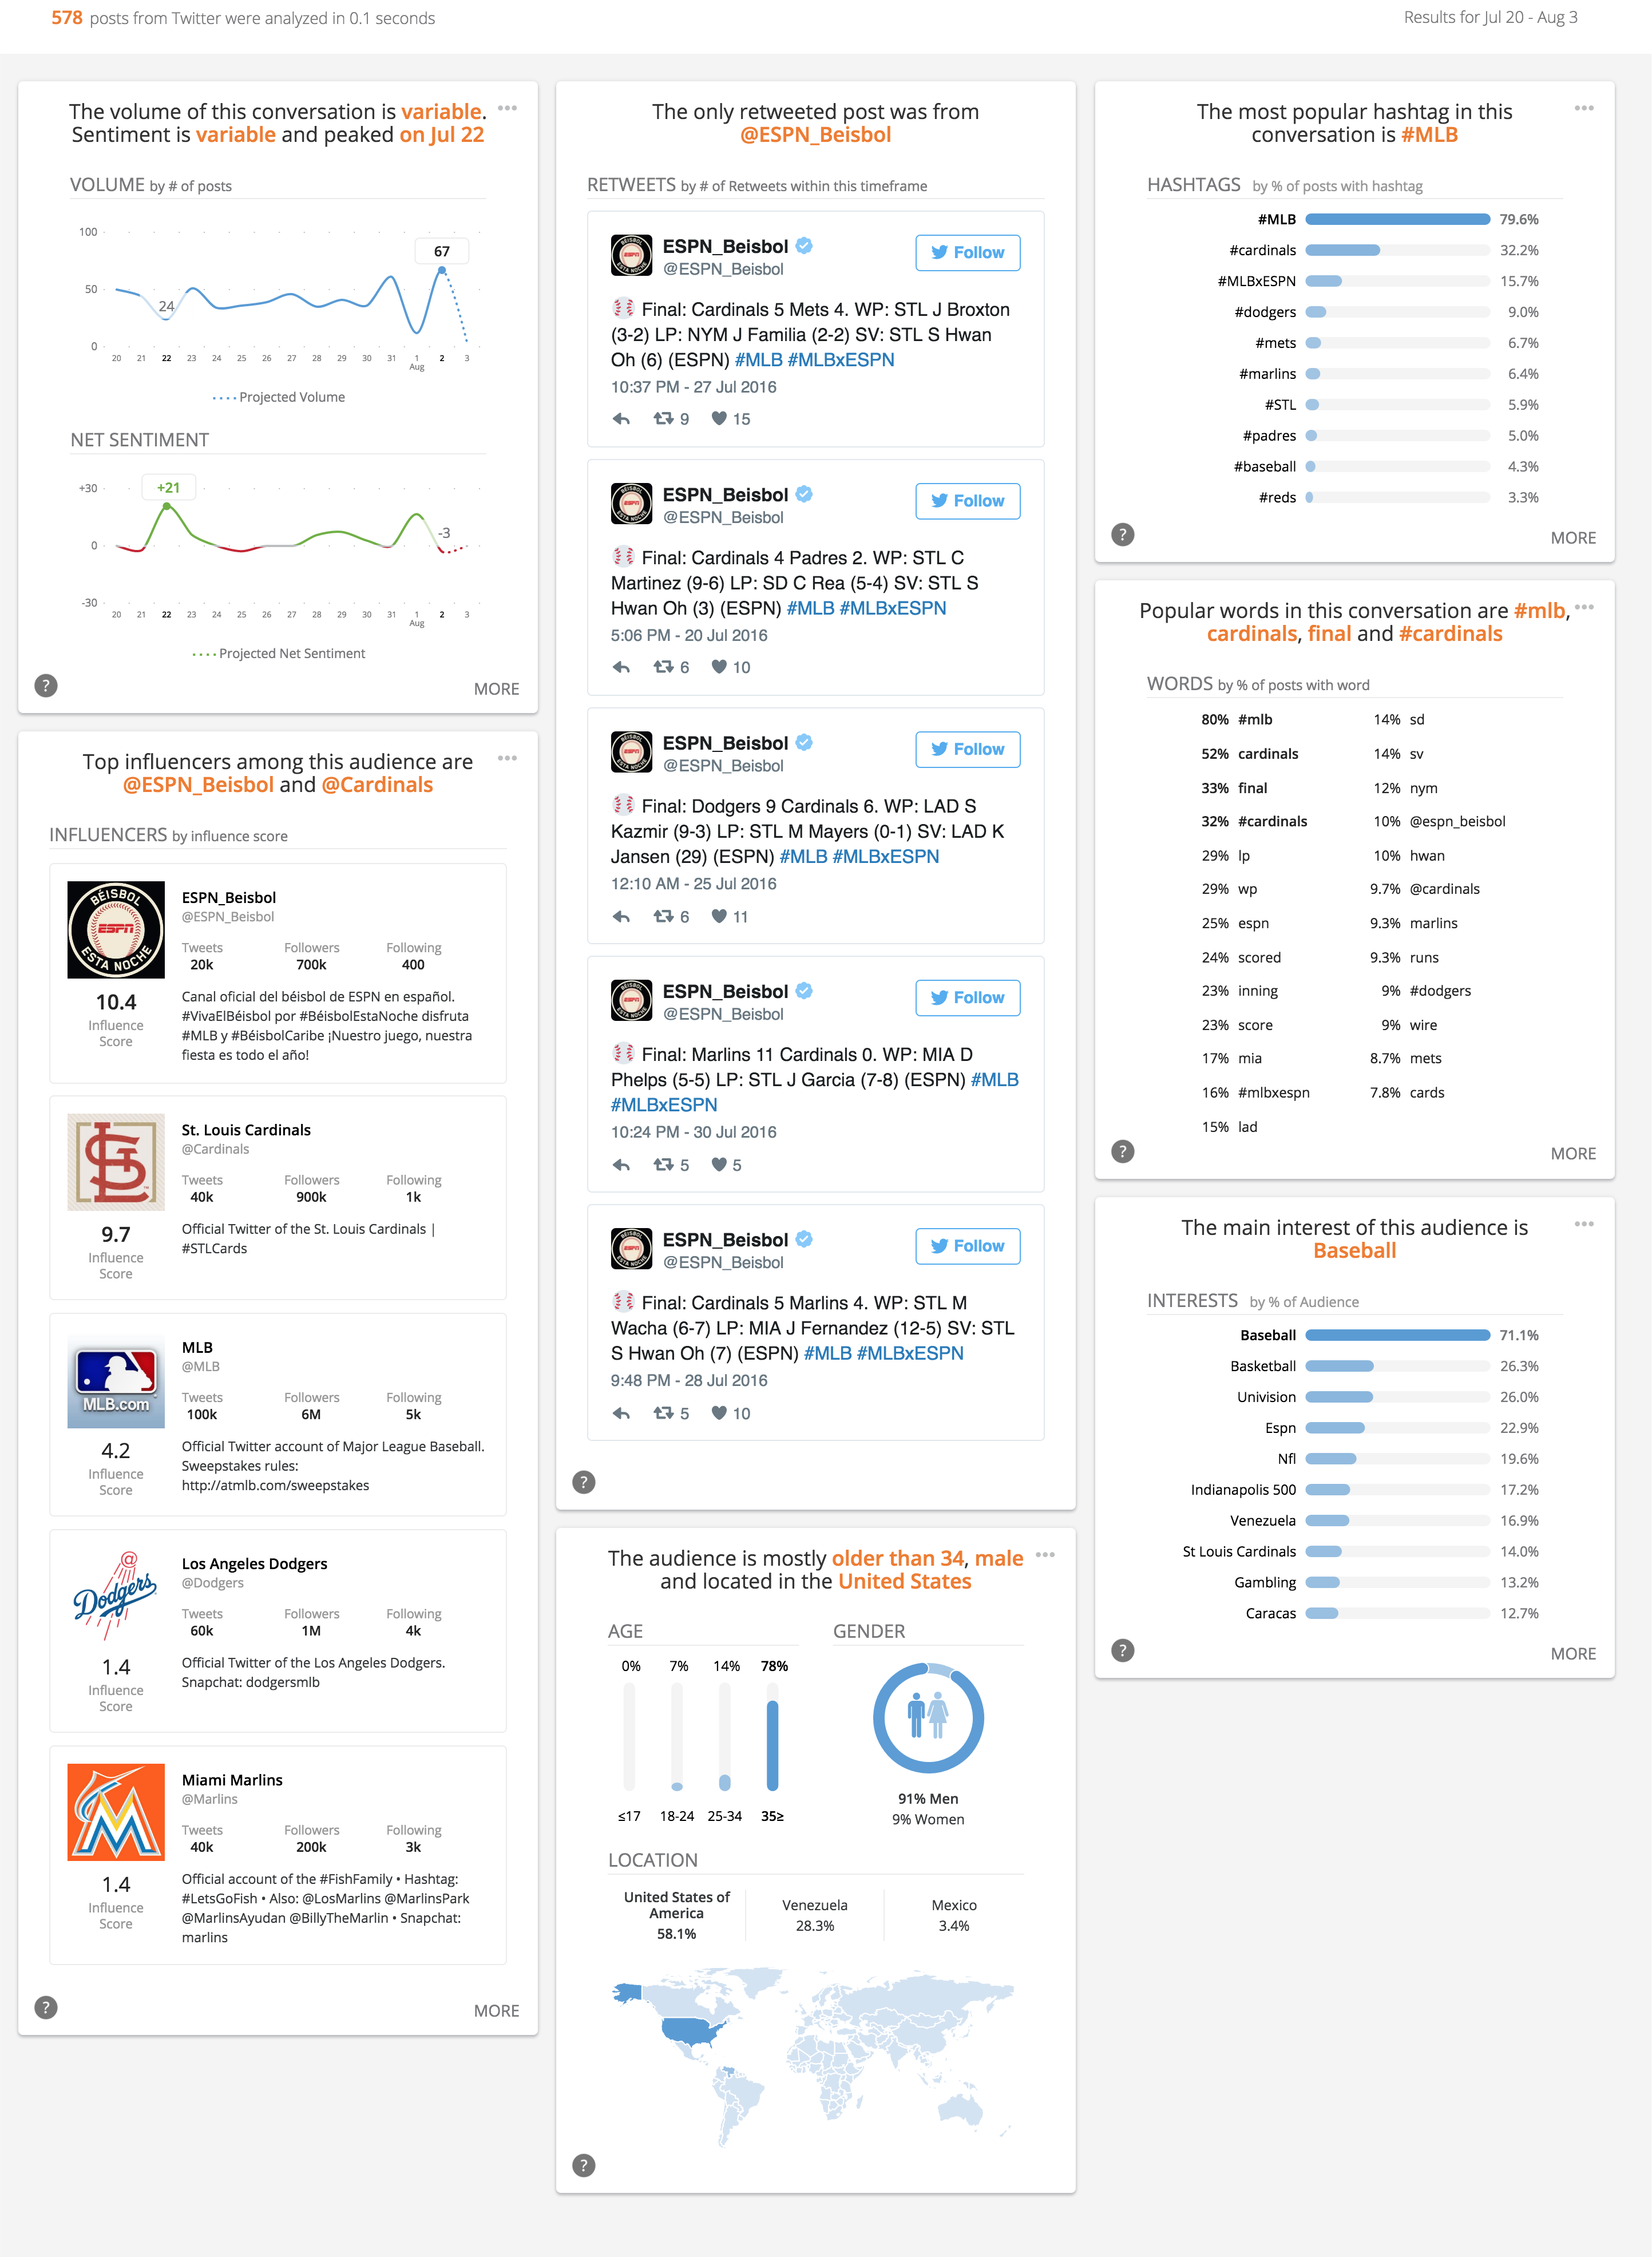 578 posts from Twitter were analyzed in 0.1 seconds
Results for Jul 20 - Aug 3
The volume of this conversation is variable.
Sentiment is variable and peaked on Jul 22
VOLUME by # of posts
100
50
0
24
67
20 21 22 23 24 25 26 27 28 29 30 31 1 2 3
Aug
Projected Volume
NET SENTIMENT
+30
0
-30
+21
-3
20 21 22 23 24 25 26 27 28 29 30 31 1 2 3
Aug
Projected Net Sentiment
?
MORE
Top influencers among this audience are
@ESPN_Beisbol and @Cardinals
INFLUENCERS by influence score
BÉISBOL
ESPN
ESTA NOCHE
ESPN_Beisbol
@ESPN_Beisbol
Tweets Followers Following
20k 700k 400
10.4
Influence
Score
Canal oficial del béisbol de ESPN en español.
#VivaElBéisbol por #BéisbolEstaNoche disfruta
#MLB y #BéisbolCaribe ¡Nuestro juego, nuestra
fiesta es todo el año!
St. Louis Cardinals
@Cardinals
Tweets Followers Following
40k 900k 1k
9.7
Influence
Score
Official Twitter of the St. Louis Cardinals |
#STLCards
MLB.com
MLB
@MLB
Tweets Followers Following
100k 6M 5k
4.2
Influence
Score
Official Twitter account of Major League Baseball.
Sweepstakes rules:
http://atmlb.com/sweepstakes
@
Dodgers
Los Angeles Dodgers
@Dodgers
Tweets Followers Following
60k 1M 4k
1.4
Influence
Score
Official Twitter of the Los Angeles Dodgers.
Snapchat: dodgersmlb
M
Miami Marlins
@Marlins
Tweets Followers Following
40k 200k 3k
1.4
Influence
Score
Official account of the #FishFamily • Hashtag:
#LetsGoFish • Also: @LosMarlins @MarlinsPark
@MarlinsAyudan @BillyTheMarlin • Snapchat:
marlins
?
MORE
The only retweeted post was from
@ESPN_Beisbol
RETWEETS by # of Retweets within this timeframe
ESPN_Beisbol
@ESPN_Beisbol
Follow
Final: Cardinals 5 Mets 4. WP: STL J Broxton
(3-2) LP: NYM J Familia (2-2) SV: STL S Hwan
Oh (6) (ESPN) #MLB #MLBxESPN
10:37 PM - 27 Jul 2016
9 15
ESPN_Beisbol
@ESPN_Beisbol
Follow
Final: Cardinals 4 Padres 2. WP: STL C
Martinez (9-6) LP: SD C Rea (5-4) SV: STL S
Hwan Oh (3) (ESPN) #MLB #MLBxESPN
5:06 PM - 20 Jul 2016
6 10
ESPN_Beisbol
@ESPN_Beisbol
Follow
Final: Dodgers 9 Cardinals 6. WP: LAD S
Kazmir (9-3) LP: STL M Mayers (0-1) SV: LAD K
Jansen (29) (ESPN) #MLB #MLBxESPN
12:10 AM - 25 Jul 2016
6 11
ESPN_Beisbol
@ESPN_Beisbol
Follow
Final: Marlins 11 Cardinals 0. WP: MIA D
Phelps (5-5) LP: STL J Garcia (7-8) (ESPN) #MLB
#MLBxESPN
10:24 PM - 30 Jul 2016
5 5
ESPN_Beisbol
@ESPN_Beisbol
Follow
Final: Cardinals 5 Marlins 4. WP: STL M
Wacha (6-7) LP: MIA J Fernandez (12-5) SV: STL
S Hwan Oh (7) (ESPN) #MLB #MLBxESPN
9:48 PM - 28 Jul 2016
5 10
?
The audience is mostly older than 34, male
and located in the United States
AGE
0% 7% 14% 78%
≤17 18-24 25-34 35≥
GENDER
91% Men
9% Women
LOCATION
United States of
America
58.1%
Venezuela
28.3%
Mexico
3.4%
?
The most popular hashtag in this
conversation is #MLB
HASHTAGS by % of posts with hashtag
#MLB 79.6%
#cardinals 32.2%
#MLBxESPN 15.7%
#dodgers 9.0%
#mets 6.7%
#marlins 6.4%
#STL 5.9%
#padres 5.0%
#baseball 4.3%
#reds 3.3%
?
MORE
Popular words in this conversation are #mlb,
cardinals, final and #cardinals
WORDS by % of posts with word
80% #mlb 14% sd
52% cardinals 14% sv
33% final 12% nym
32% #cardinals 10% @espn_beisbol
29% lp 10% hwan
29% wp 9.7% @cardinals
25% espn 9.3% marlins
24% scored 9.3% runs
23% inning 9% #dodgers
23% score 9% wire
17% mia 8.7% mets
16% #mlbxespn 7.8% cards
15% lad
?
MORE
The main interest of this audience is
Baseball
INTERESTS by % of Audience
Baseball 71.1%
Basketball 26.3%
Univision 26.0%
Espn 22.9%
Nfl 19.6%
Indianapolis 500 17.2%
Venezuela 16.9%
St Louis Cardinals 14.0%
Gambling 13.2%
Caracas 12.7%
?
MORE